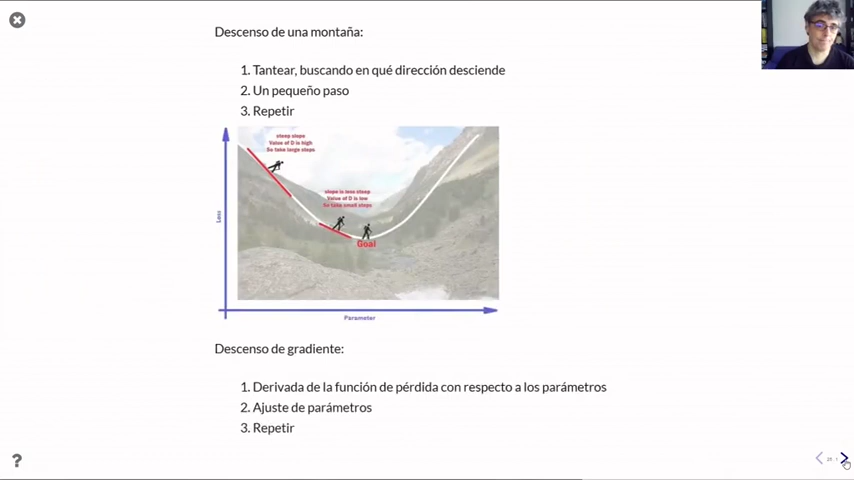 Descenso de una montaña:
1. Tantear, buscando en qué dirección desciende
2. Un pequeño paso
3. Repetir
steep slope
Value of D is high
So take large steps
slope is less steep
Value of D is low
So take small steps
Goal
Loss
Parameter
Descenso de gradiente:
1. Derivada de la función de pérdida con respecto a los parámetros
2. Ajuste de parámetros
3. Repetir
?